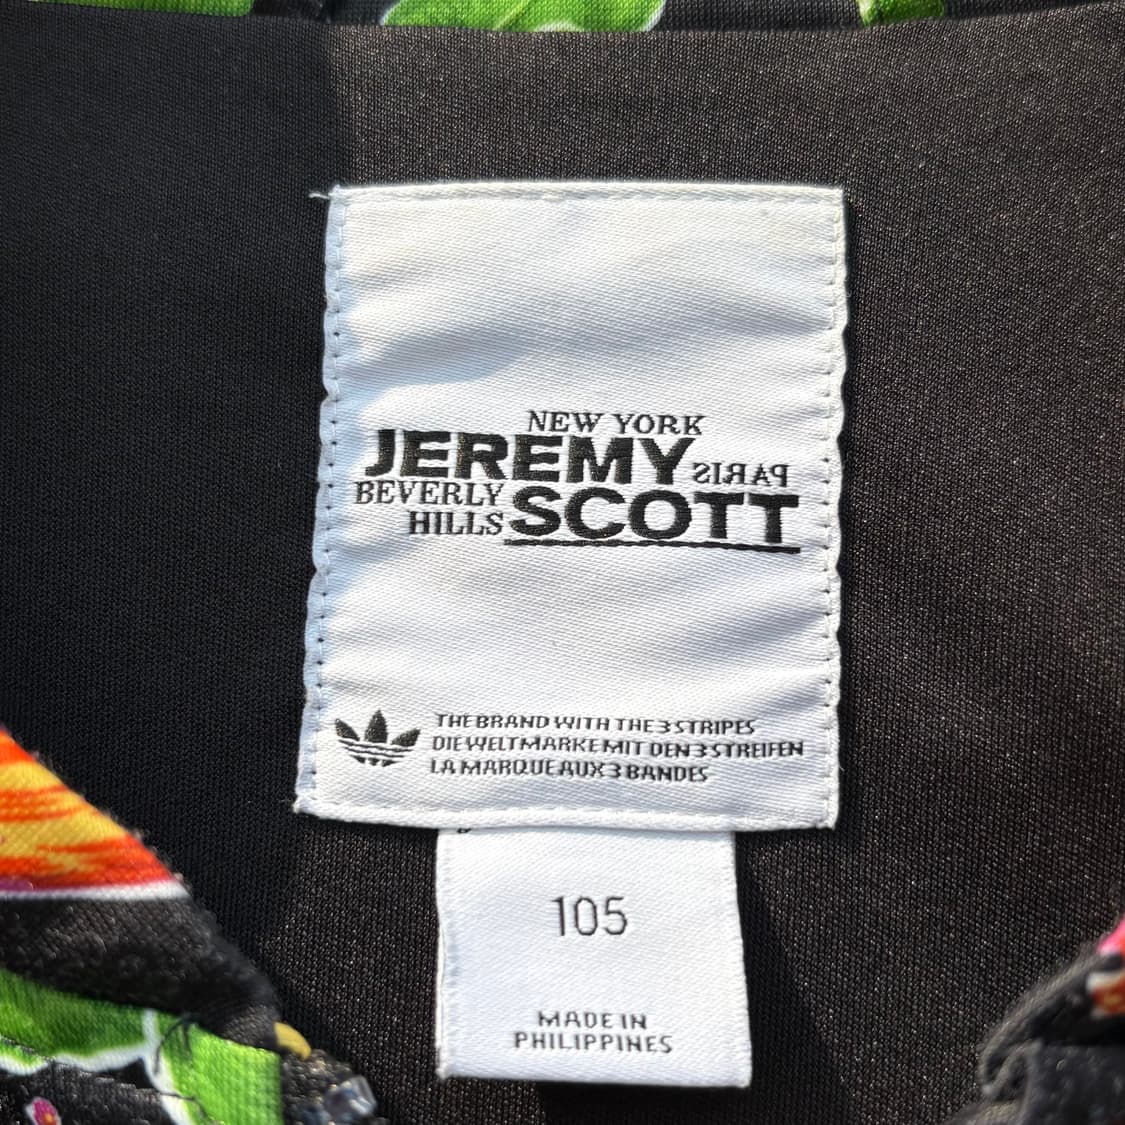 NEW YORK
JEREMY PARIS
BEVERLY HILLS SCOTT
THE BRAND WITH THE 3 STRIPES
DIE WELTMARKE MIT DEN 3 STREIFEN
LA MARQUE AUX 3 BANDES
105
MADE IN
PHILIPPINES